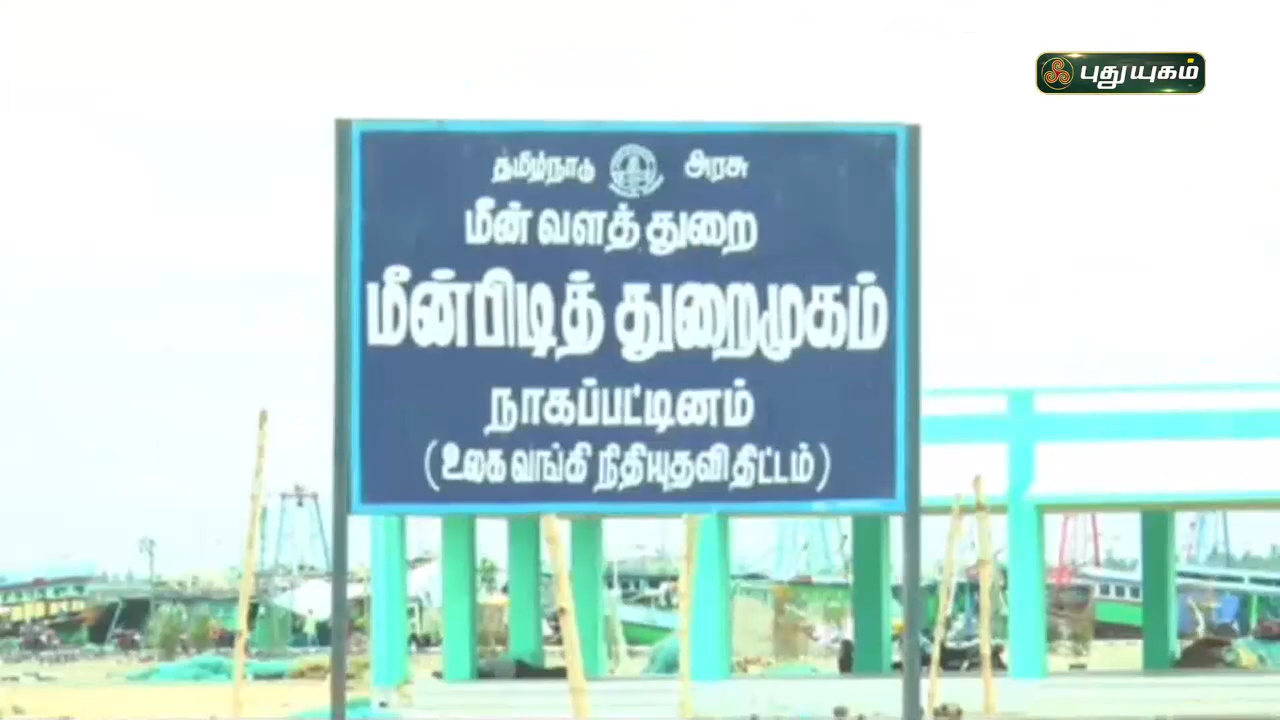 புதுயுகம்
தமிழ்நாடு அரசு
மீன் வளத் துறை
மீன்பிடித் துறைமுகம்
நாகப்பட்டினம்
(உலக வங்கி நிதியுதவி திட்டம்)